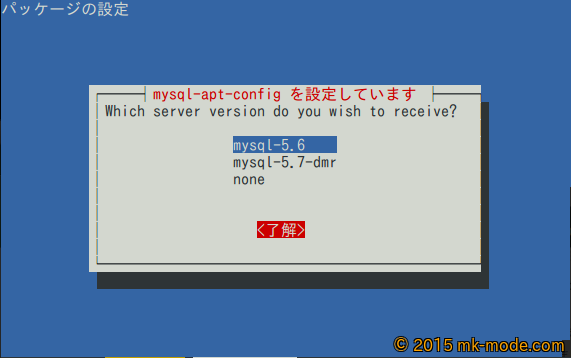 パッケージの設定
mysql-apt-config を設定しています
Which server version do you wish to receive?
mysql-5.6
mysql-5.7-dmr
none
<了解>
© 2015 mk-mode.com